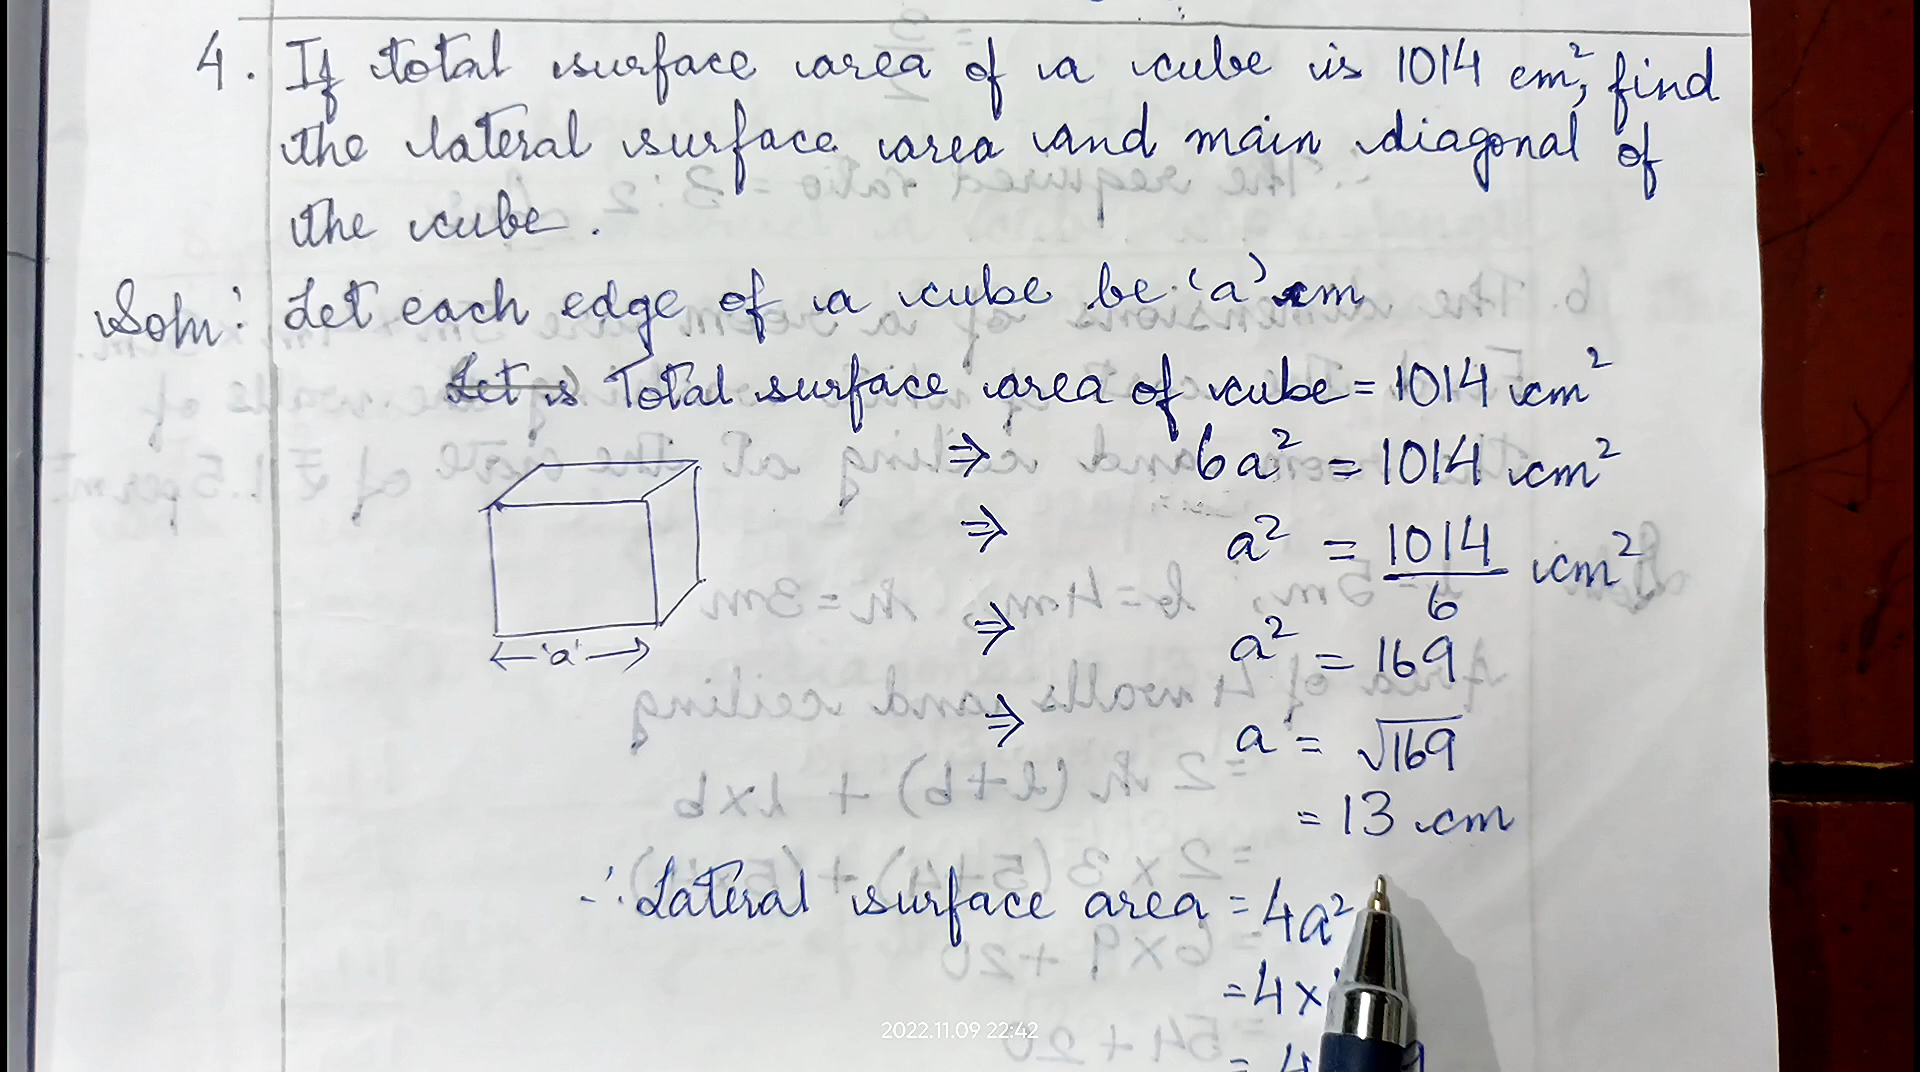 4. If total surface area of a cube is 1014 cm², find
the lateral surface area and main diagonal of
the cube.
Soln: Let each edge of a cube be 'a' cm
Let s Total surface area of cube = 1014 cm²
⇒ 6a² = 1014 cm²
⇒ a² = 1014/6 cm²
⇒ a² = 169
⇒ a = √169
= 13 cm
'a'
∴ Lateral surface area = 4a²
= 4×
= 4
2022.11.09 22:42